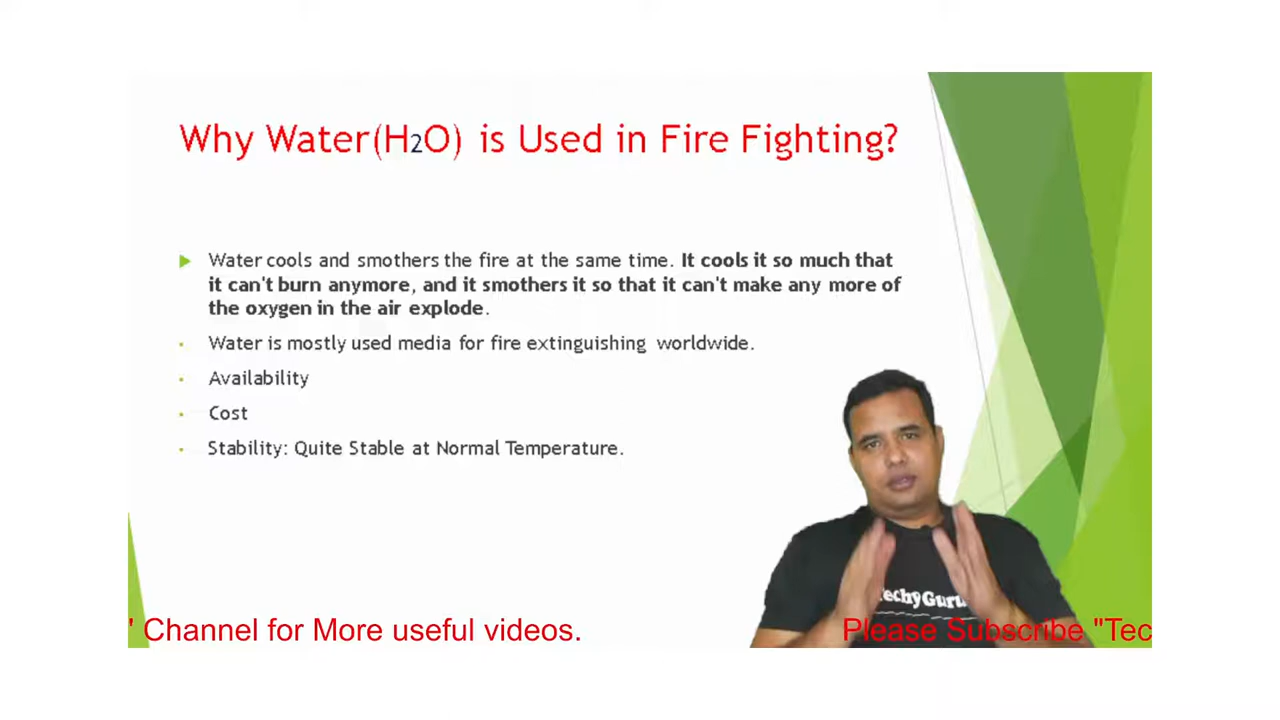 Why Water(H2O) is Used in Fire Fighting?
Water cools and smothers the fire at the same time. It cools it so much that
it can't burn anymore, and it smothers it so that it can't make any more of
the oxygen in the air explode.
Water is mostly used media for fire extinguishing worldwide.
Availability
Cost
Stability: Quite Stable at Normal Temperature.
TechyGuru
' Channel for More useful videos.
Please Subscribe "Tec